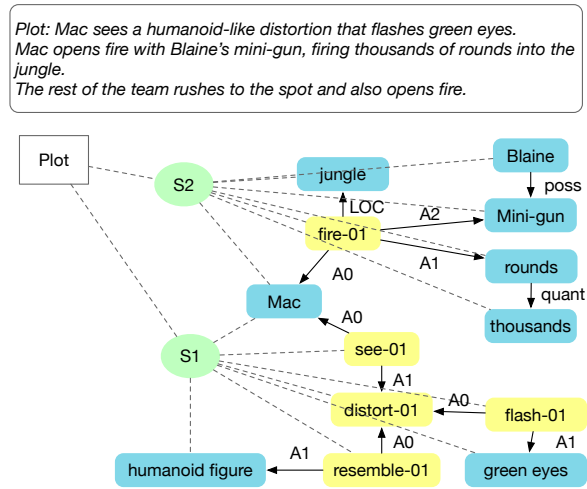 Plot: Mac sees a humanoid-like distortion that flashes green eyes.
Mac opens fire with Blaine's mini-gun, firing thousands of rounds into the
jungle.
The rest of the team rushes to the spot and also opens fire.
Plot
S2
jungle
Blaine
poss
LOC
A2
Mini-gun
fire-01
A1
rounds
A0
quant
Mac
A0
thousands
see-01
S1
A1
distort-01
A0
flash-01
A0
A1
A1
humanoid figure
resemble-01
green eyes